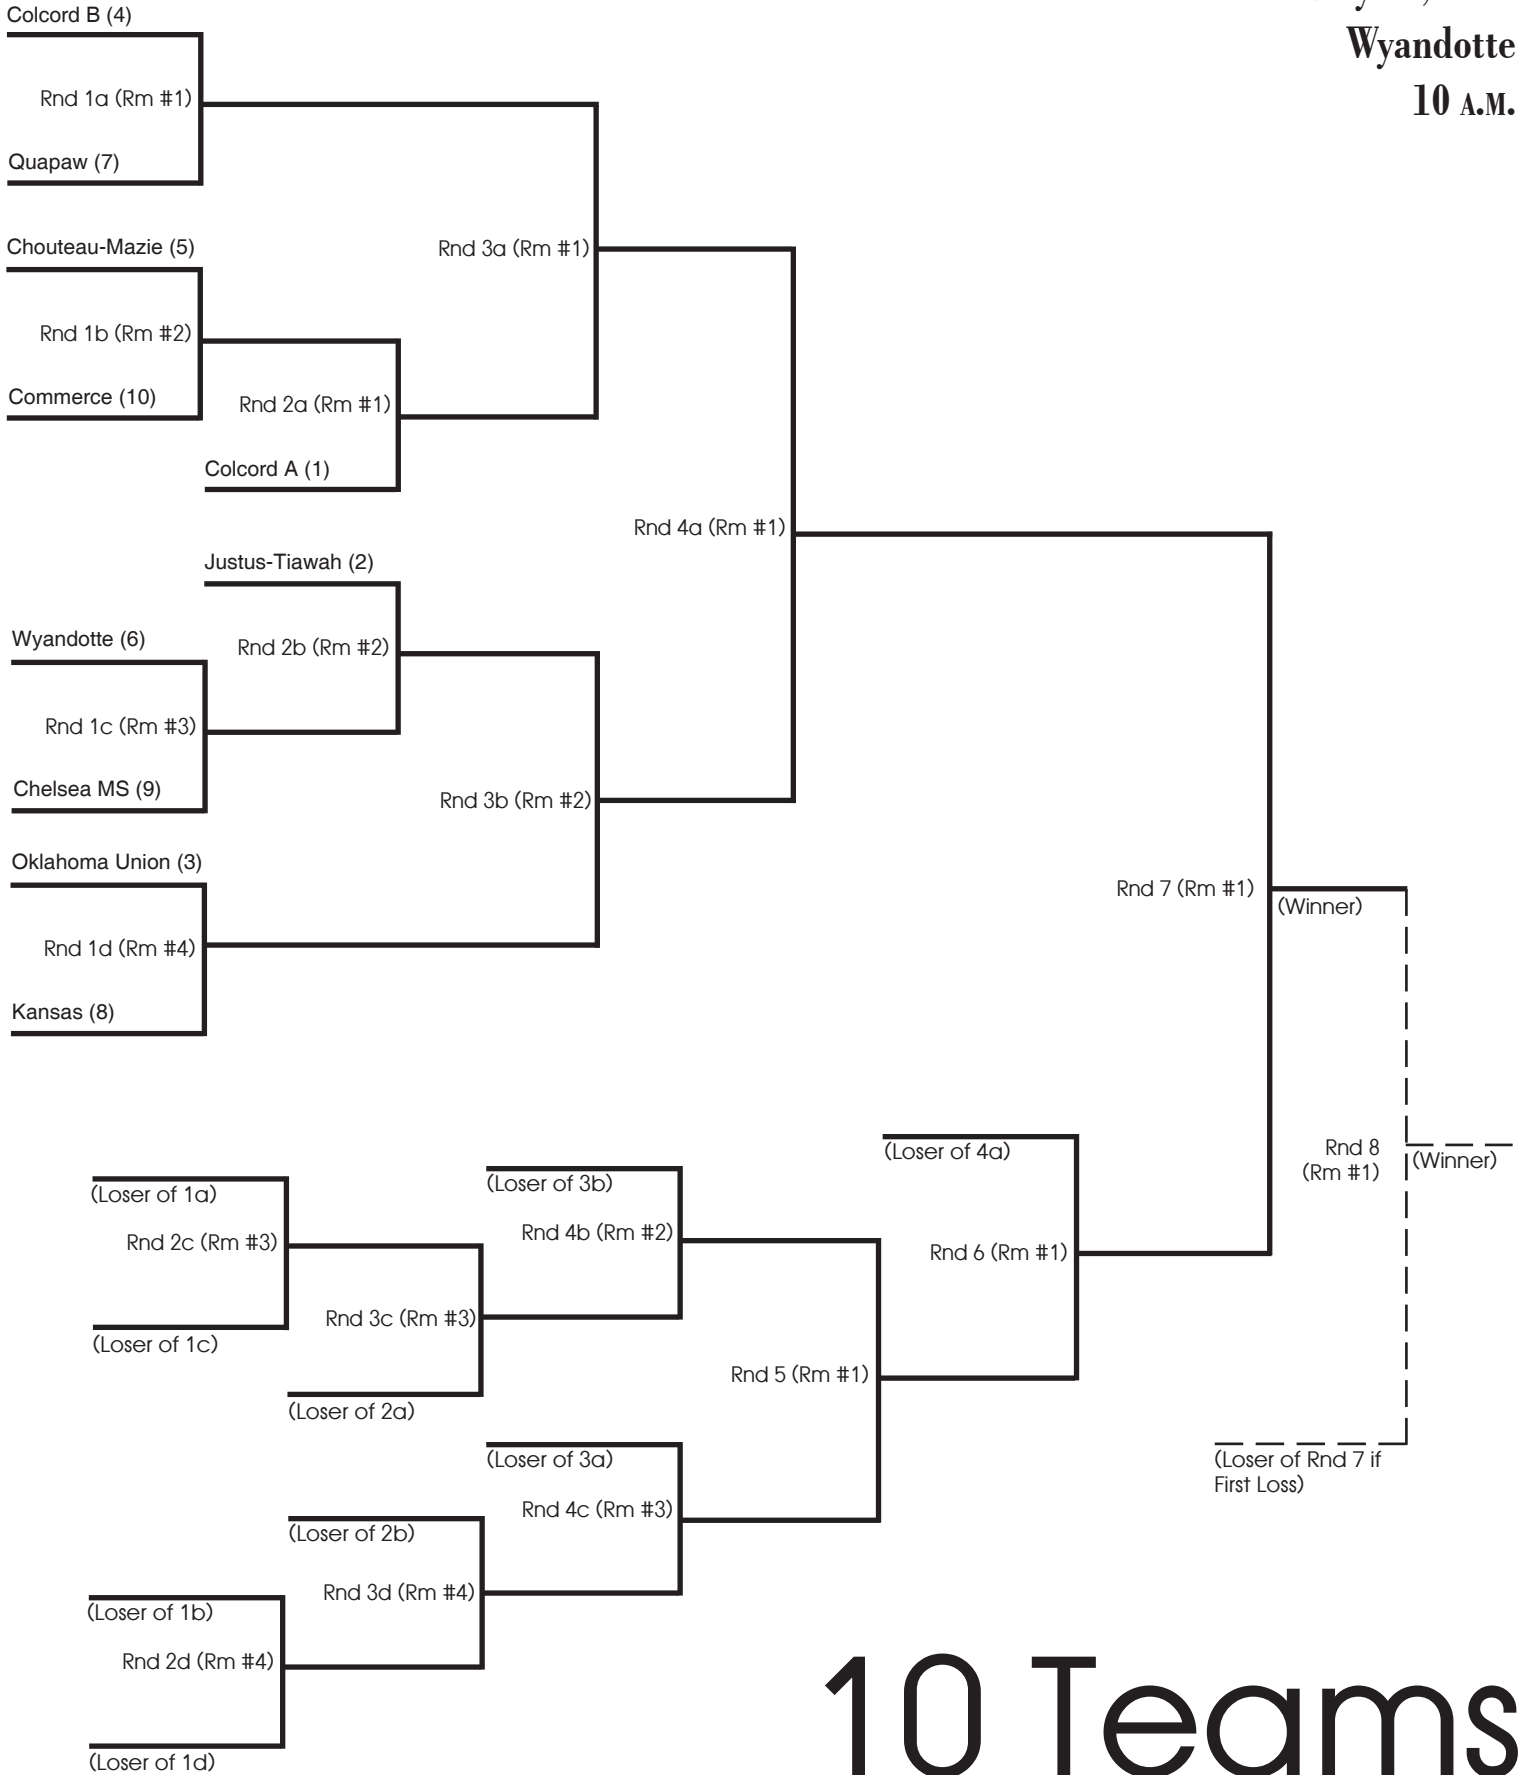 Colcord B (4)
Wyandotte
10 A.M.
Rnd 1a (Rm #1)
Quapaw (7)
Chouteau-Mazie (5)
Rnd 3a (Rm #1)
Rnd 1b (Rm #2)
Commerce (10)
Rnd 2a (Rm #1)
Colcord A (1)
Rnd 4a (Rm #1)
Justus-Tiawah (2)
Wyandotte (6)
Rnd 2b (Rm #2)
Rnd 1c (Rm #3)
Chelsea MS (9)
Rnd 3b (Rm #2)
Oklahoma Union (3)
Rnd 7 (Rm #1)
(Winner)
Rnd 1d (Rm #4)
Kansas (8)
(Loser of 4a)
Rnd 8
(Rm #1)
(Winner)
(Loser of 1a)
(Loser of 3b)
Rnd 2c (Rm #3)
Rnd 4b (Rm #2)
Rnd 6 (Rm #1)
Rnd 3c (Rm #3)
(Loser of 1c)
Rnd 5 (Rm #1)
(Loser of 2a)
(Loser of 3a)
(Loser of Rnd 7 if
First Loss)
Rnd 4c (Rm #3)
(Loser of 2b)
Rnd 3d (Rm #4)
(Loser of 1b)
Rnd 2d (Rm #4)
10 Teams
(Loser of 1d)